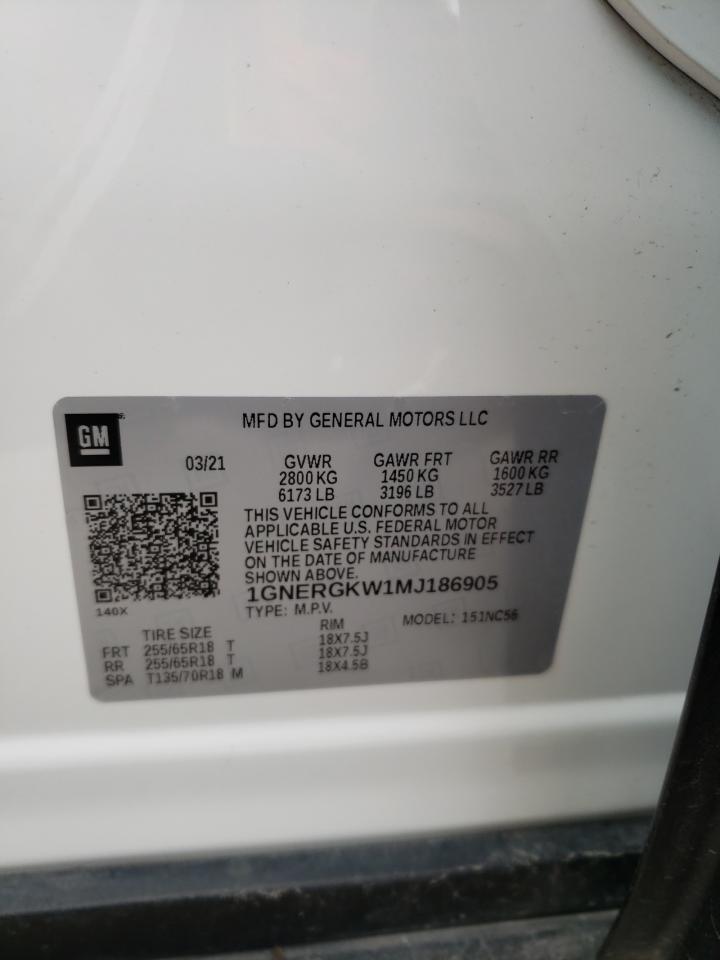 GM
MFD BY GENERAL MOTORS LLC
03/21
GVWR GAWR FRT GAWR RR
2800 KG 1450 KG 1600 KG
6173 LB 3196 LB 3527 LB
THIS VEHICLE CONFORMS TO ALL
APPLICABLE U.S. FEDERAL MOTOR
VEHICLE SAFETY STANDARDS IN EFFECT
ON THE DATE OF MANUFACTURE
SHOWN ABOVE.
1GNERGKW1MJ186905
140X
TYPE: M.P.V. MODEL: 151NC56
TIRE SIZE RIM
FRT 255/65R18 T 18X7.5J
RR 255/65R18 T 18X7.5J
SPA T135/70R18 M 18X4.5B